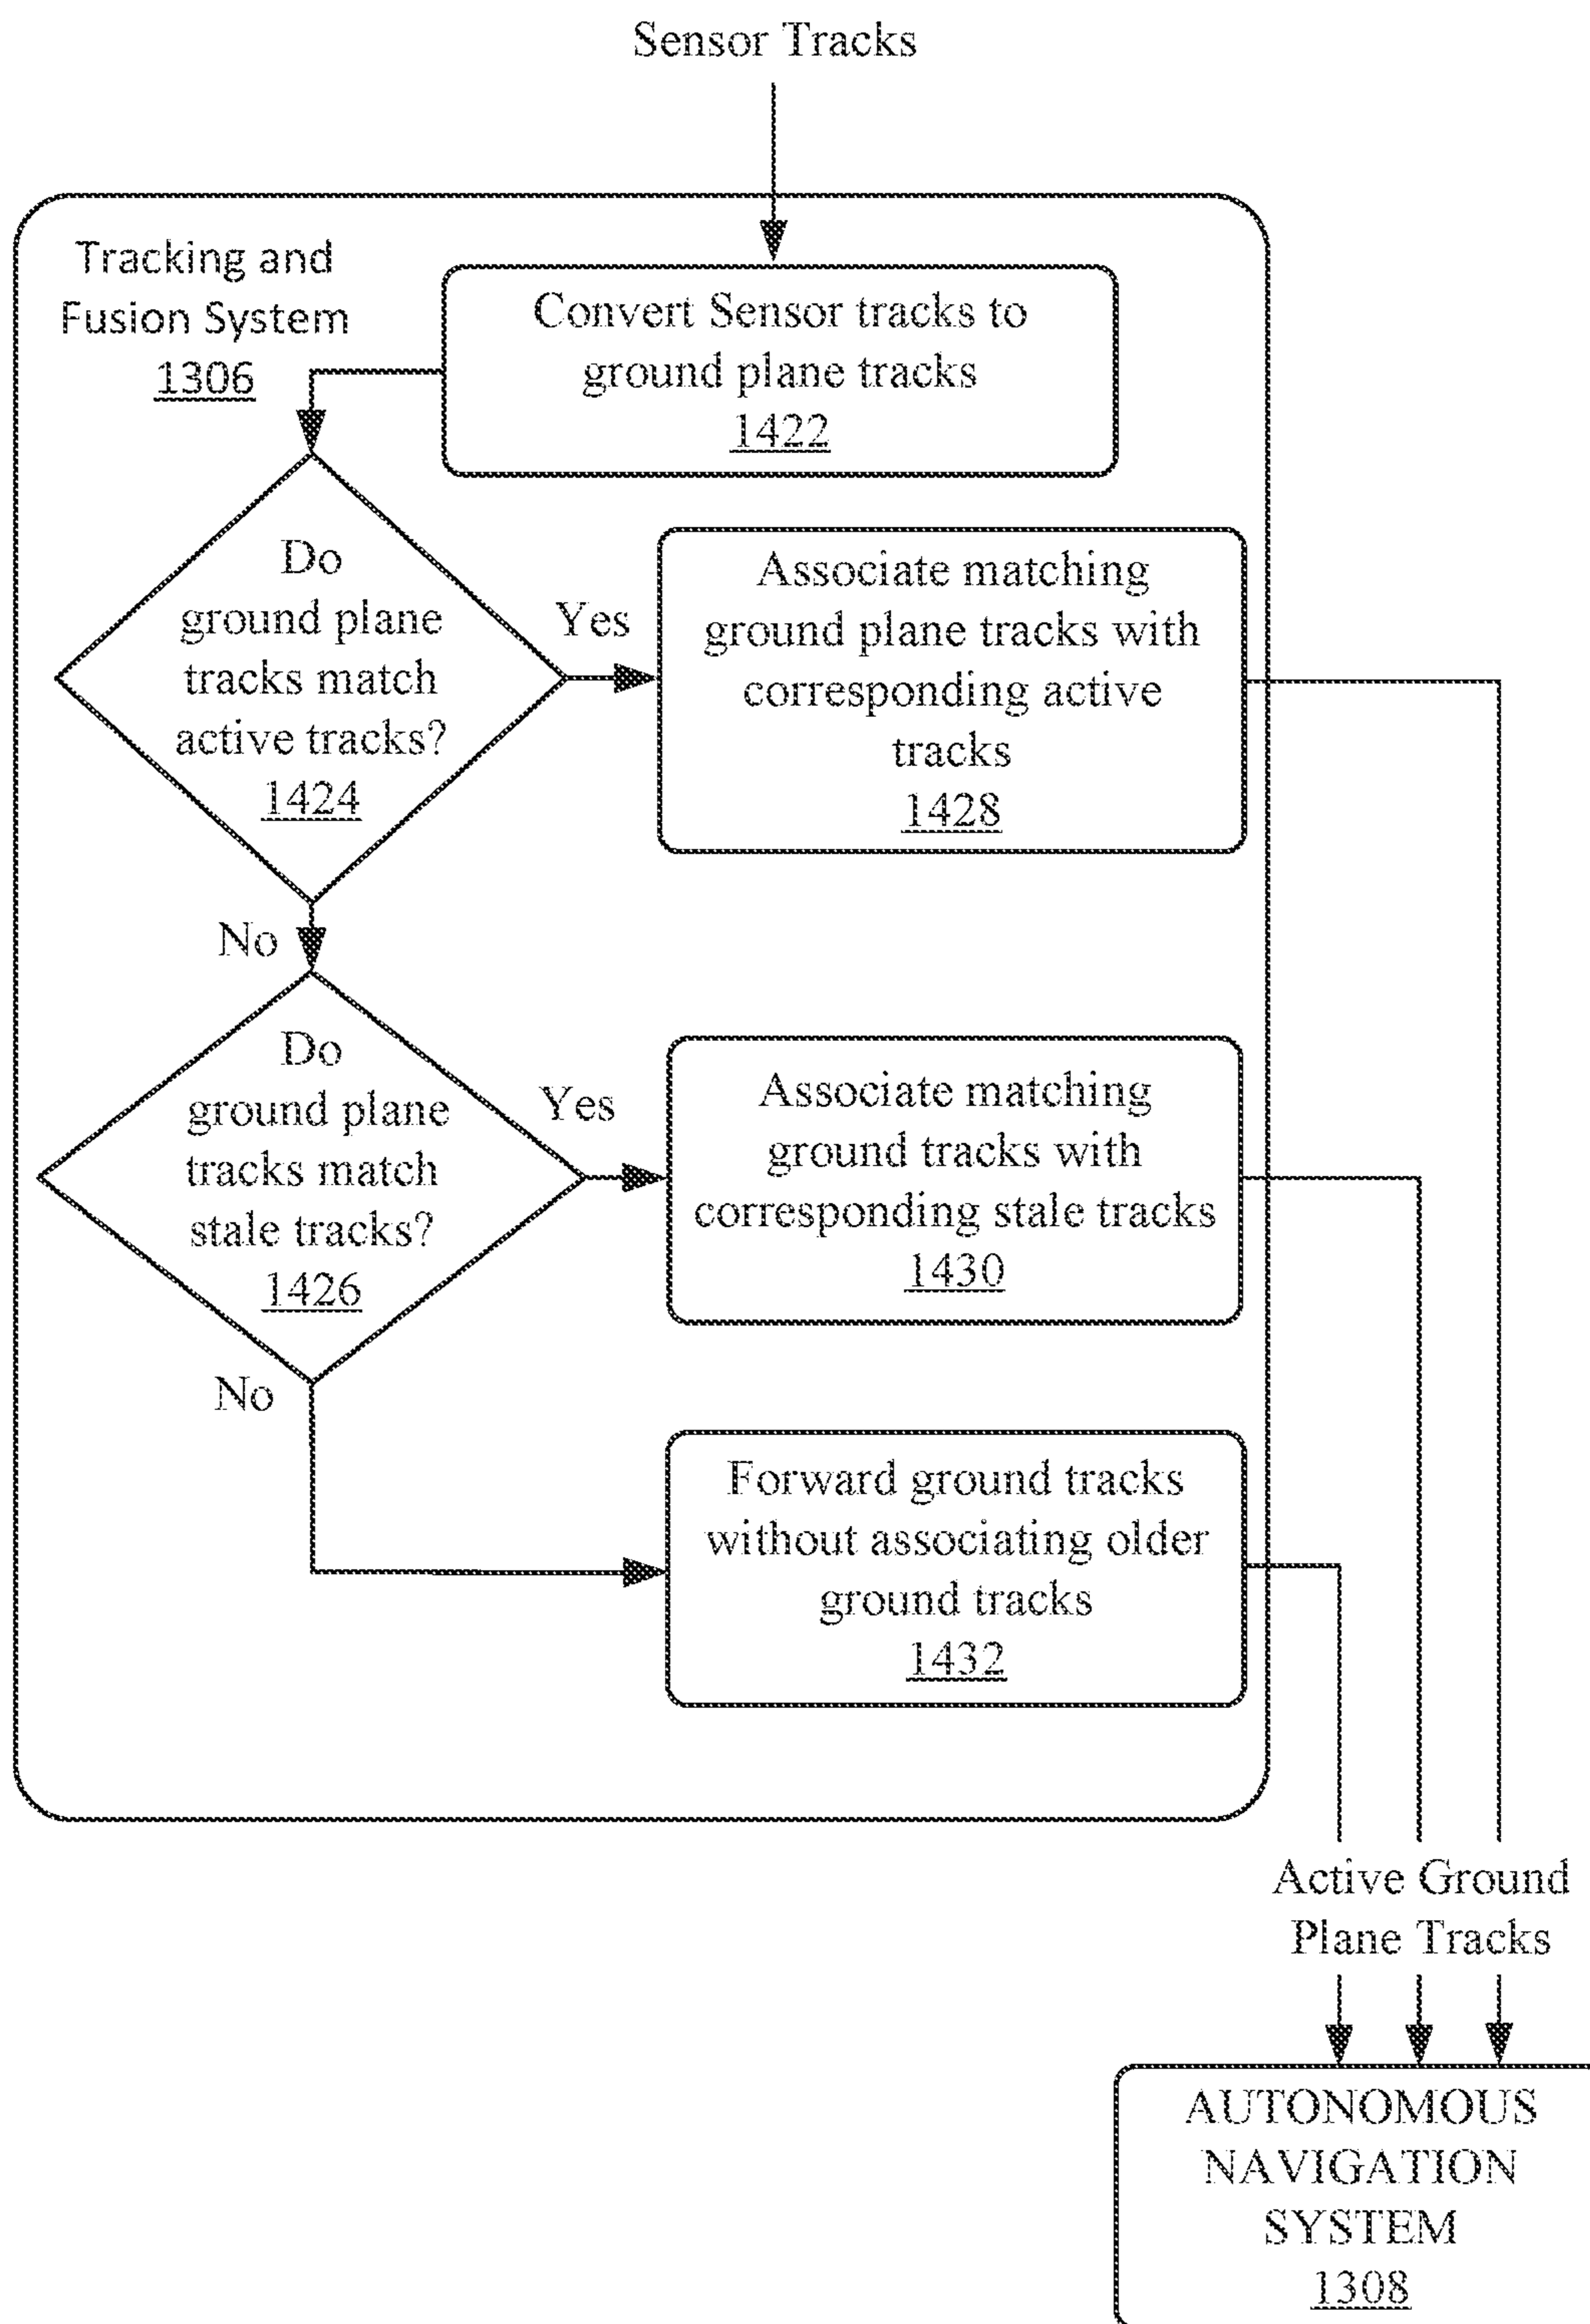 Sensor Tracks
Tracking and
Fusion System
1306
Convert Sensor tracks to
ground plane tracks
1422
Do
ground plane
tracks match
active tracks?
1424
Yes
Associate matching
ground plane tracks with
corresponding active
tracks
1428
No
Do
ground plane
tracks match
stale tracks?
1426
Yes
Associate matching
ground tracks with
corresponding stale tracks
1430
No
Forward ground tracks
without associating older
ground tracks
1432
Active Ground
Plane Tracks
AUTONOMOUS
NAVIGATION
SYSTEM
1308